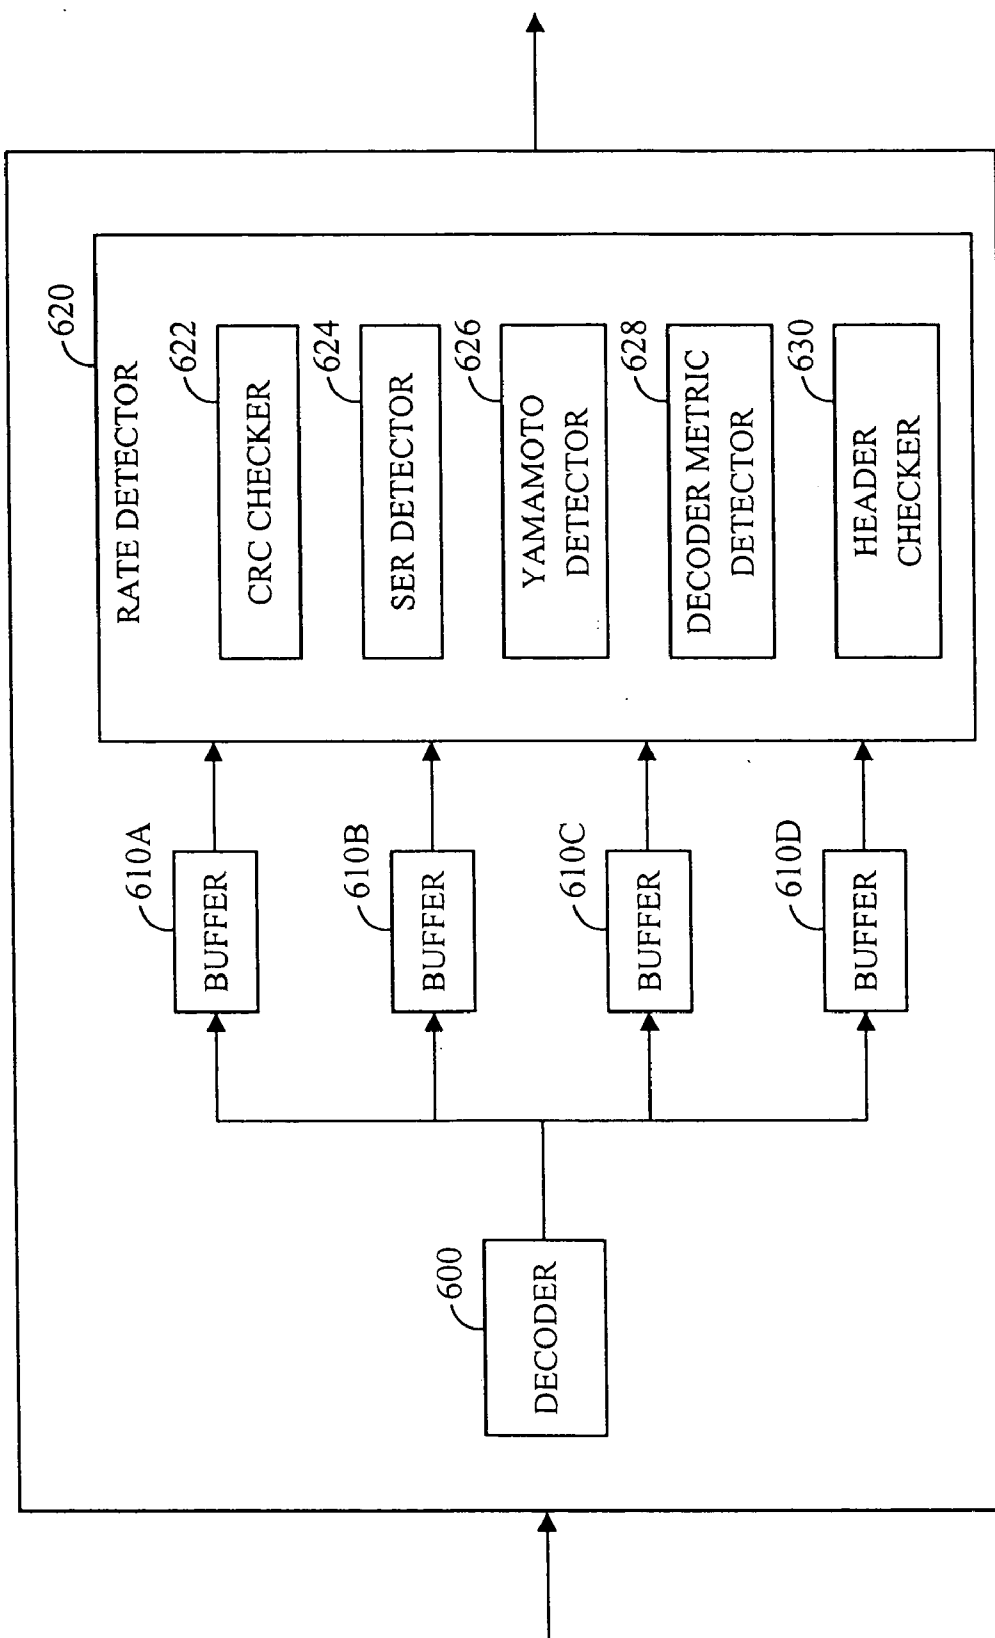 600
DECODER
610A
BUFFER
610B
BUFFER
610C
BUFFER
610D
BUFFER
620
RATE DETECTOR
622
CRC CHECKER
624
SER DETECTOR
626
YAMAMOTO
DETECTOR
628
DECODER METRIC
DETECTOR
630
HEADER
CHECKER